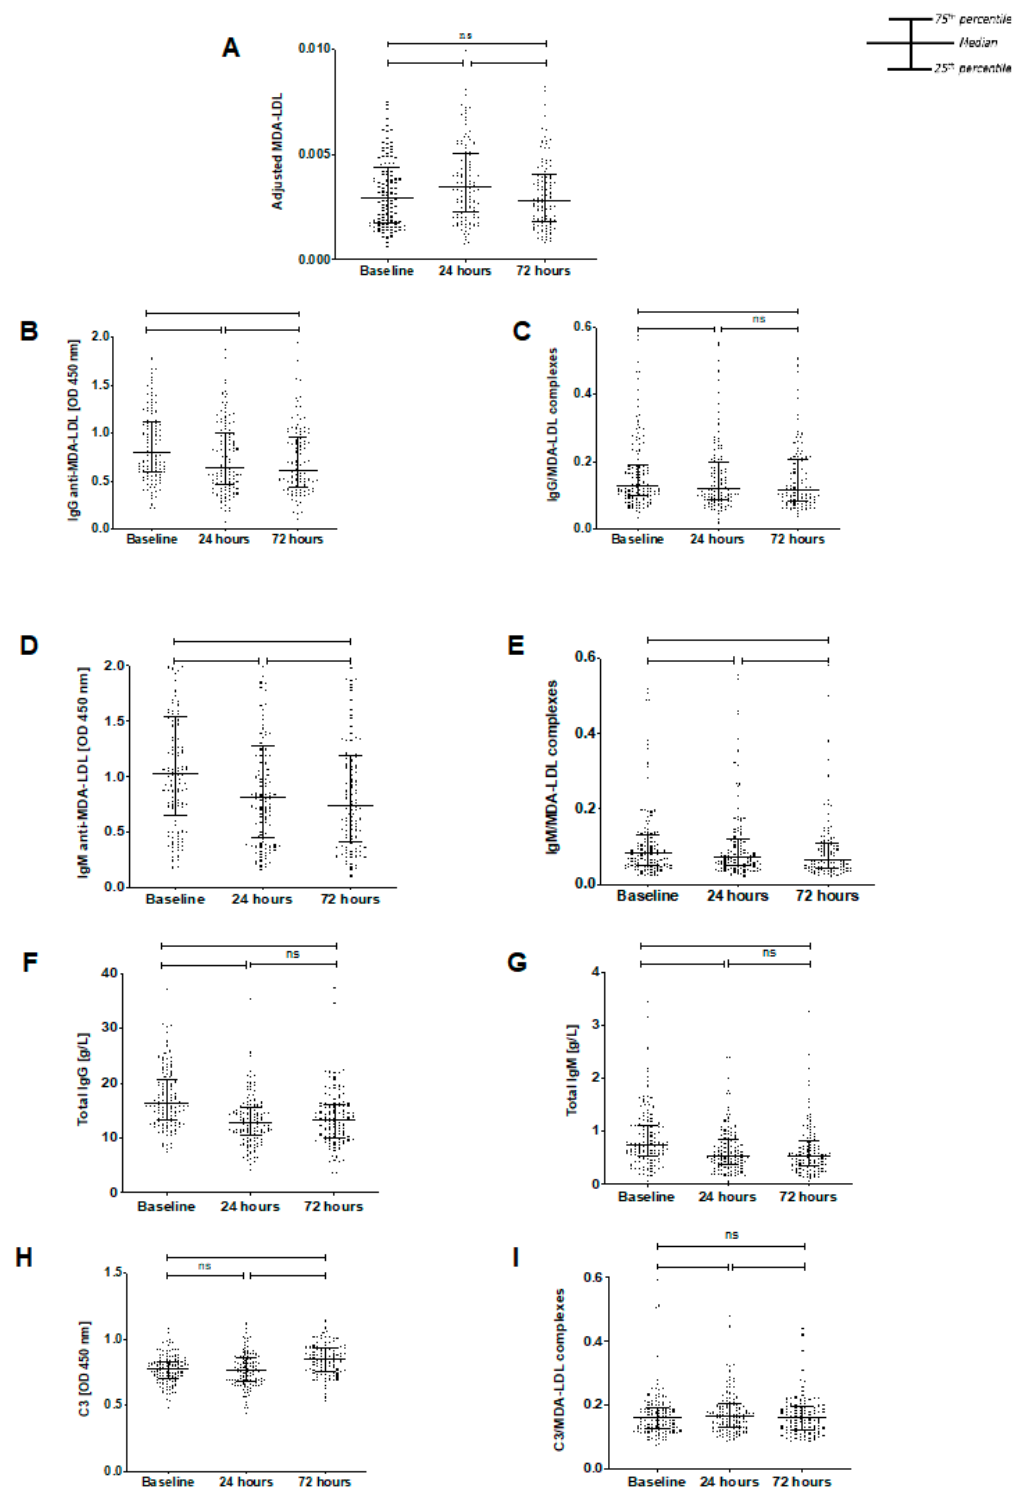 75th percentile
Median
25th percentile
A
ns
0.010
0.005
0.000
Adjusted MDA-LDL
Baseline 24 hours 72 hours
B
2.0
1.5
1.0
0.5
0.0
IgG anti-MDA-LDL [OD 450 nm]
Baseline 24 hours 72 hours
C
ns
0.6
0.4
0.2
0.0
IgG/MDA-LDL complexes
Baseline 24 hours 72 hours
D
2.0
1.5
1.0
0.5
0.0
IgM anti-MDA-LDL [OD 450 nm]
Baseline 24 hours 72 hours
E
0.6
0.4
0.2
0.0
IgM/MDA-LDL complexes
Baseline 24 hours 72 hours
F
ns
40
30
20
10
0
Total IgG [g/L]
Baseline 24 hours 72 hours
G
ns
4
3
2
1
0
Total IgM [g/L]
Baseline 24 hours 72 hours
H
ns
1.5
1.0
0.5
0.0
C3 [OD 450 nm]
Baseline 24 hours 72 hours
I
ns
0.6
0.4
0.2
0.0
C3/MDA-LDL complexes
Baseline 24 hours 72 hours